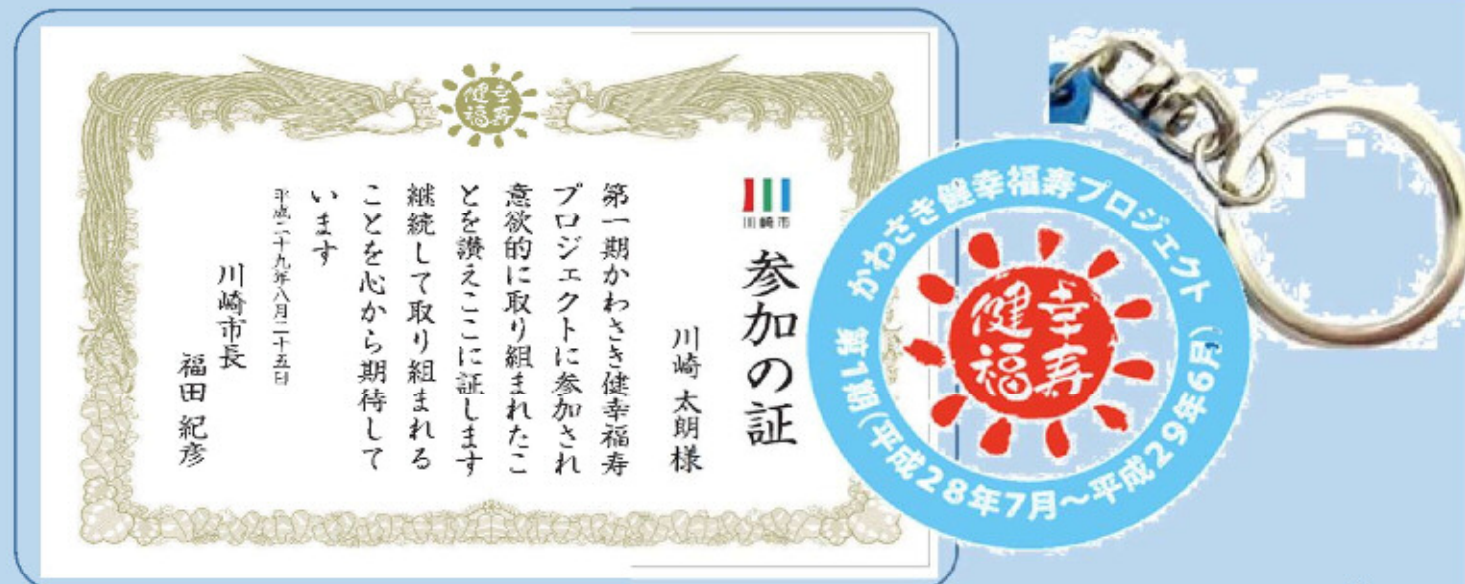 健幸
福寿
川崎市
参加の証
川崎 太朗 様
第一期かわさき健幸福寿
プロジェクトに参加され
意欲的に取り組まれたこ
とを讃えここに証します
継続して取り組まれる
ことを心から期待して
います
平成二十九年八月二十五日
川崎市長
福田 紀彦
かわさき健幸福寿プロジェクト
第1期(平成28年7月~平成29年6月)
健幸
福寿